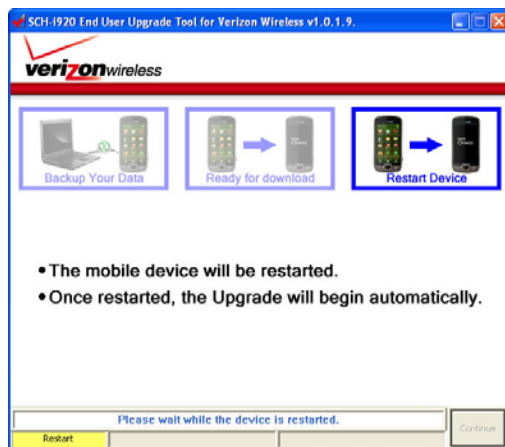 SCH-i920 End User Upgrade Tool for Verizon Wireless v1.0.1.9.
verizonwireless
Backup Your Data
Ready for download
Restart Device
• The mobile device will be restarted.
• Once restarted, the Upgrade will begin automatically.
Please wait while the device is restarted.
Continue
Restart